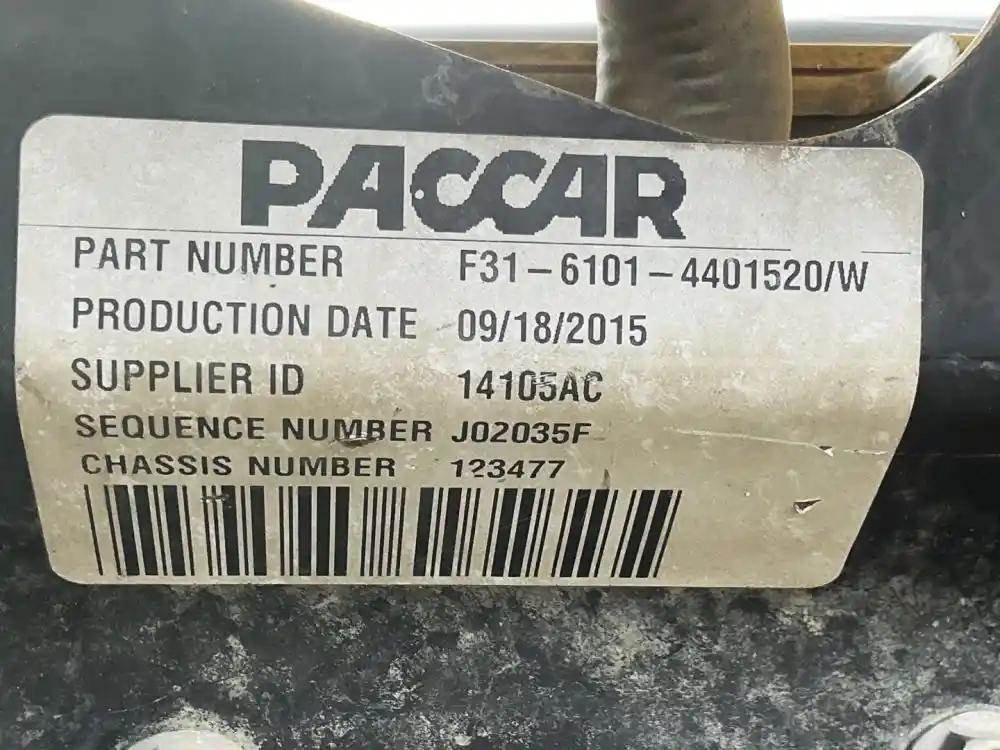 PACCAR
PART NUMBER F31-6101-4401520/W
PRODUCTION DATE 09/18/2015
SUPPLIER ID 14105AC
SEQUENCE NUMBER J02035F
CHASSIS NUMBER 123477